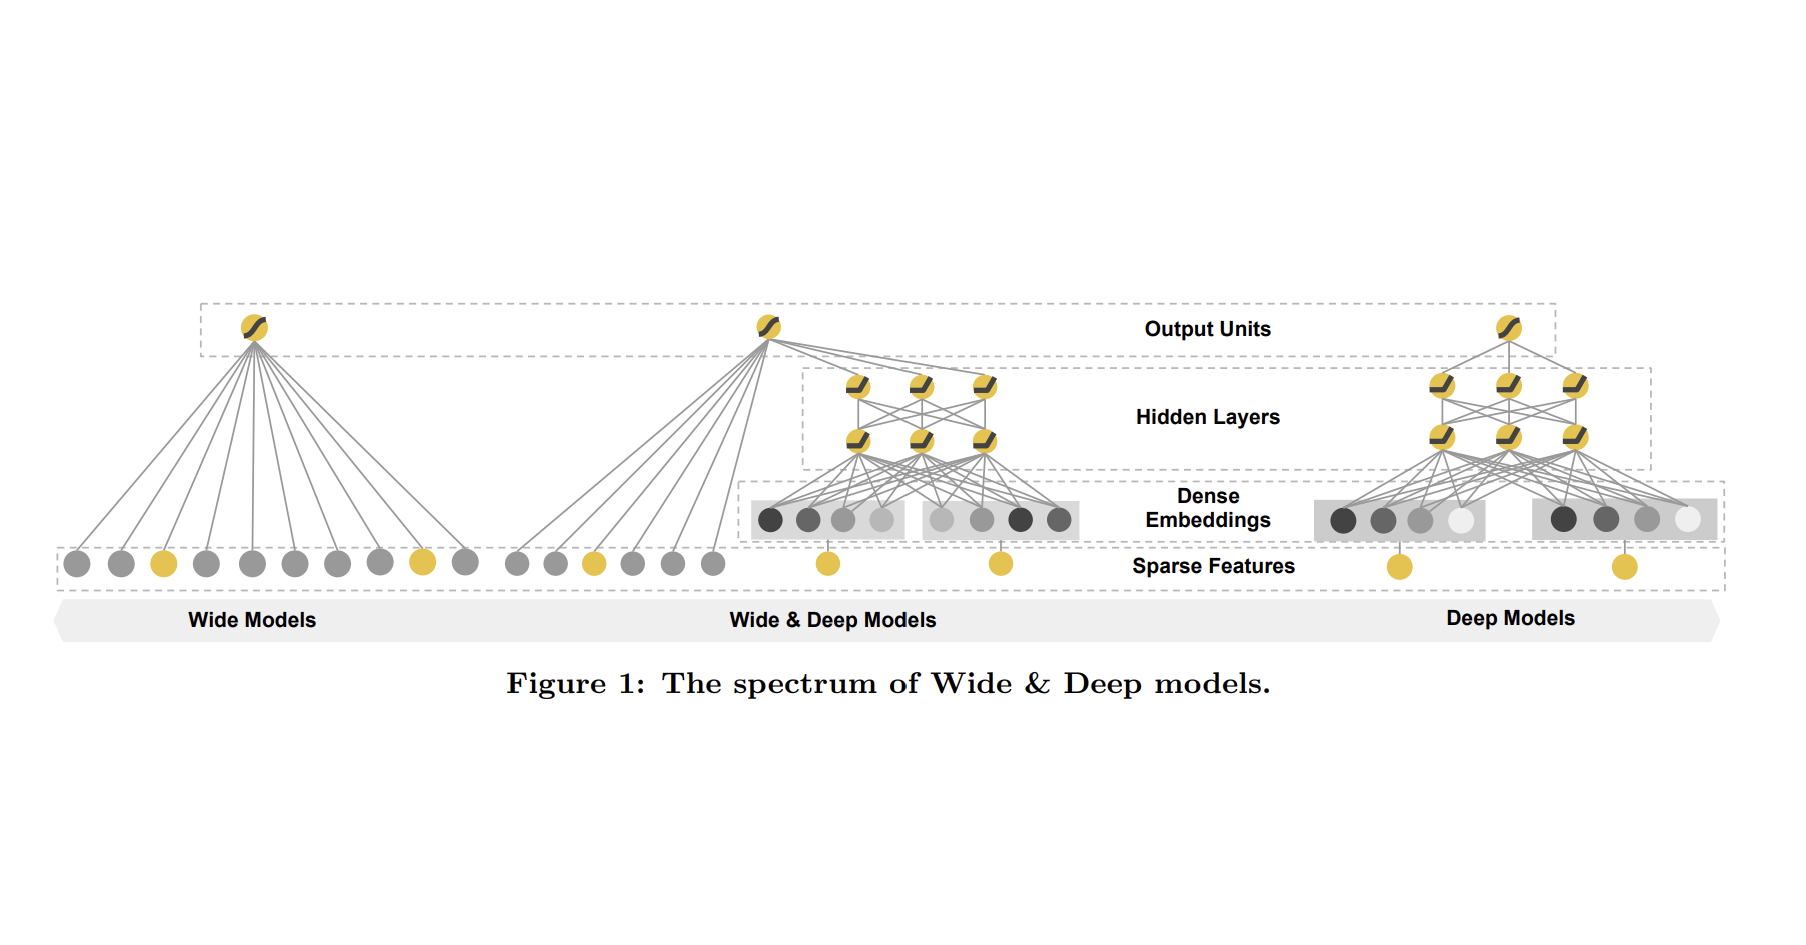 Output Units
Hidden Layers
Dense
Embeddings
Sparse Features
Wide Models
Wide & Deep Models
Deep Models
Figure 1: The spectrum of Wide & Deep models.